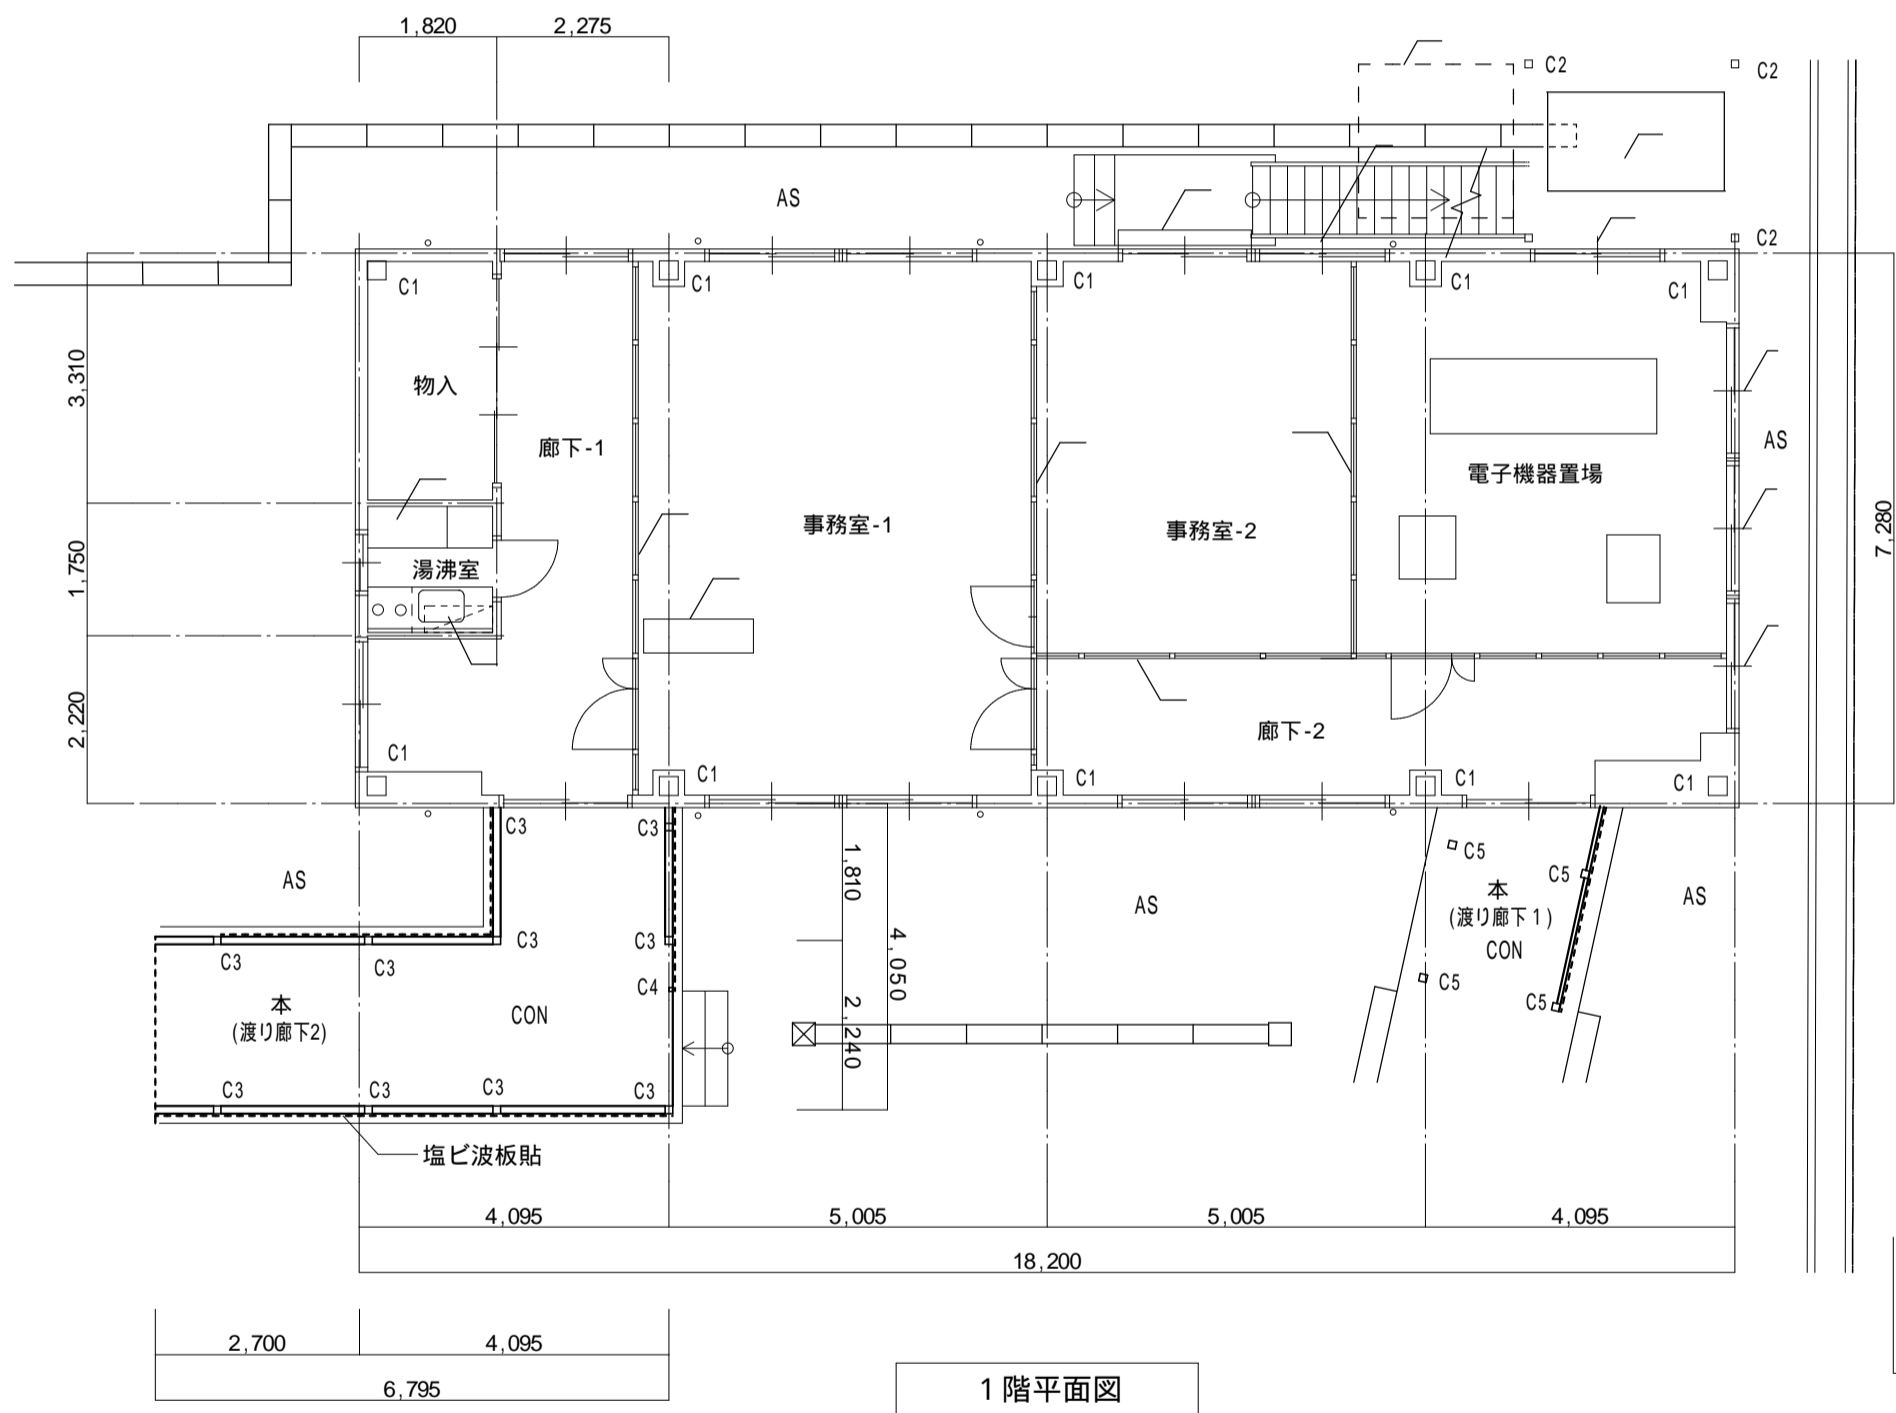 1,820
2,275
C2
C2
AS
C2
C1
C1
C1
C1
C1
3,310
物入
廊下-1
AS
電子機器置場
事務室-1
事務室-2
7,280
1,750
湯沸室
2,220
廊下-2
C1
C1
C1
C1
C1
C3
C3
1,810
C5
C5
AS
本
AS
AS
(渡り廊下1)
C3
C3
4,050
CON
C3
C3
C4
C5
C5
本
CON
2,240
(渡り廊下2)
C3
C3
C3
C3
塩ビ波板貼
4,095
5,005
5,005
4,095
18,200
2,700
4,095
6,795
1階平面図